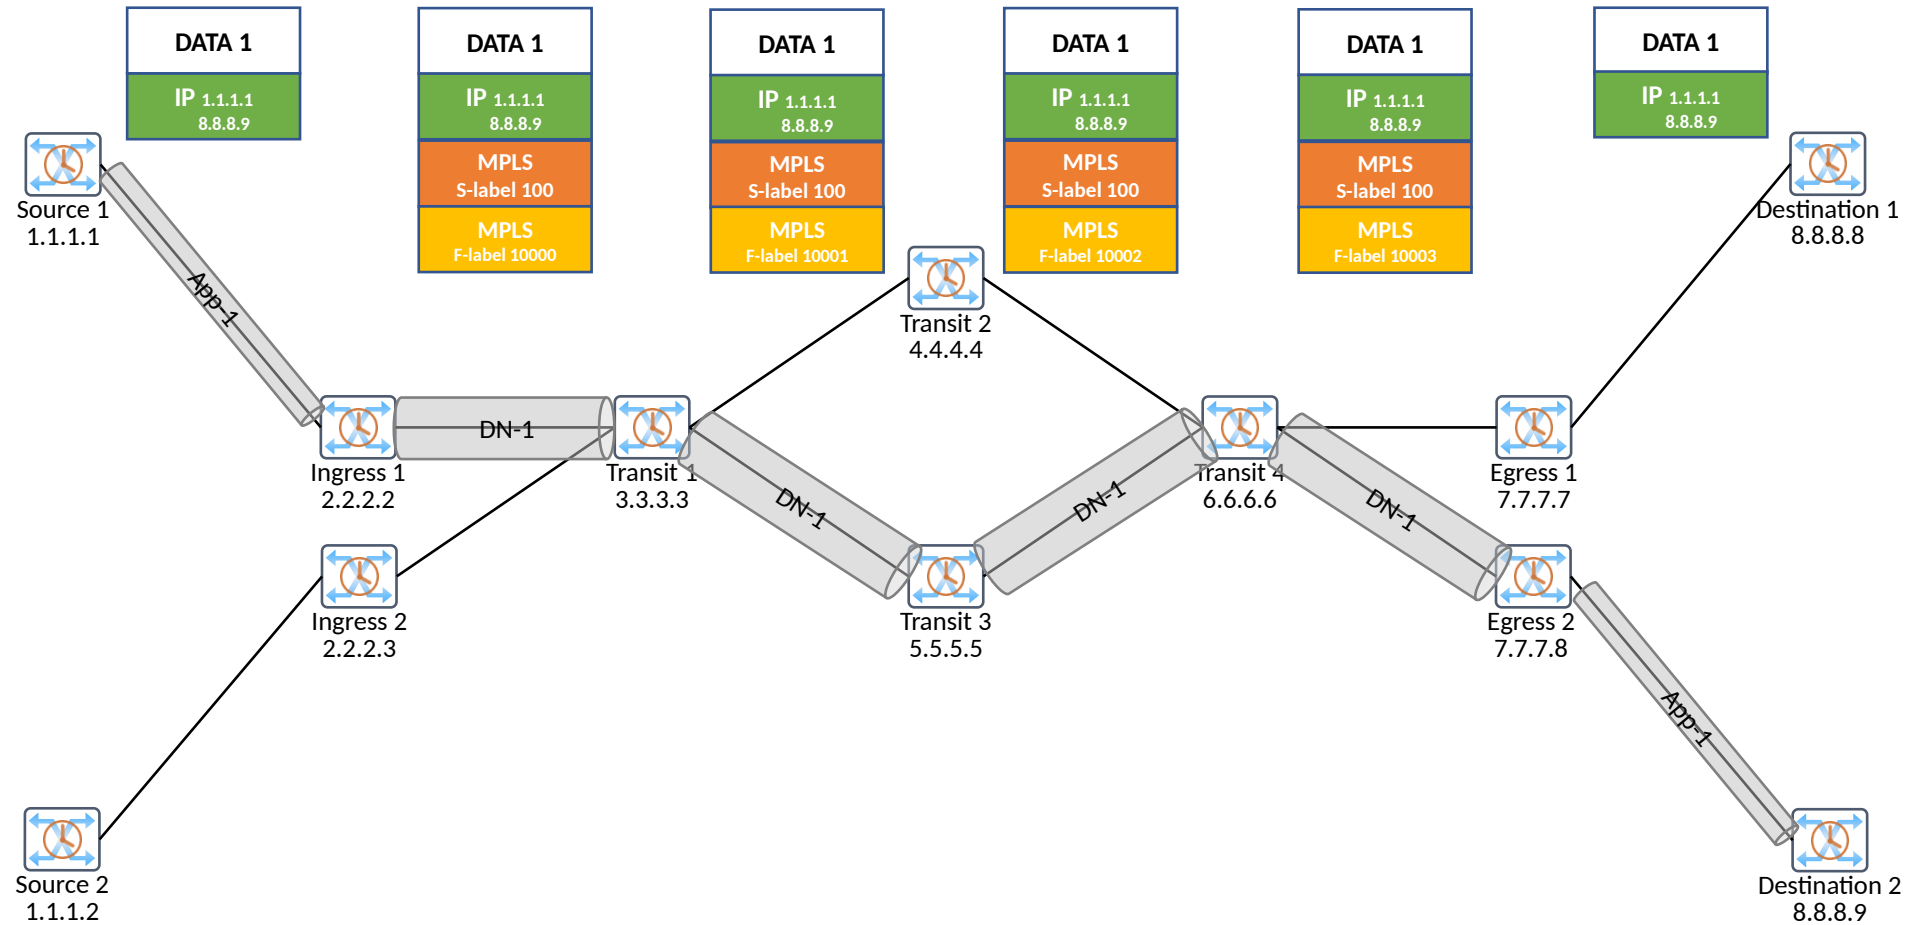 DATA 1
IP 1.1.1.1
8.8.8.9
DATA 1
IP 1.1.1.1
8.8.8.9
MPLS
S-label 100
MPLS
F-label 10000
DATA 1
IP 1.1.1.1
8.8.8.9
MPLS
S-label 100
MPLS
F-label 10001
DATA 1
IP 1.1.1.1
8.8.8.9
MPLS
S-label 100
MPLS
F-label 10002
DATA 1
IP 1.1.1.1
8.8.8.9
MPLS
S-label 100
MPLS
F-label 10003
DATA 1
IP 1.1.1.1
8.8.8.9
Source 1
1.1.1.1
Destination 1
8.8.8.8
App-1
Transit 2
4.4.4.4
DN-1
Ingress 1
2.2.2.2
Transit 1
3.3.3.3
DN-1
DN-1
Transit 4
6.6.6.6
DN-1
Egress 1
7.7.7.7
Ingress 2
2.2.2.3
Transit 3
5.5.5.5
Egress 2
7.7.7.8
App-1
Source 2
1.1.1.2
Destination 2
8.8.8.9